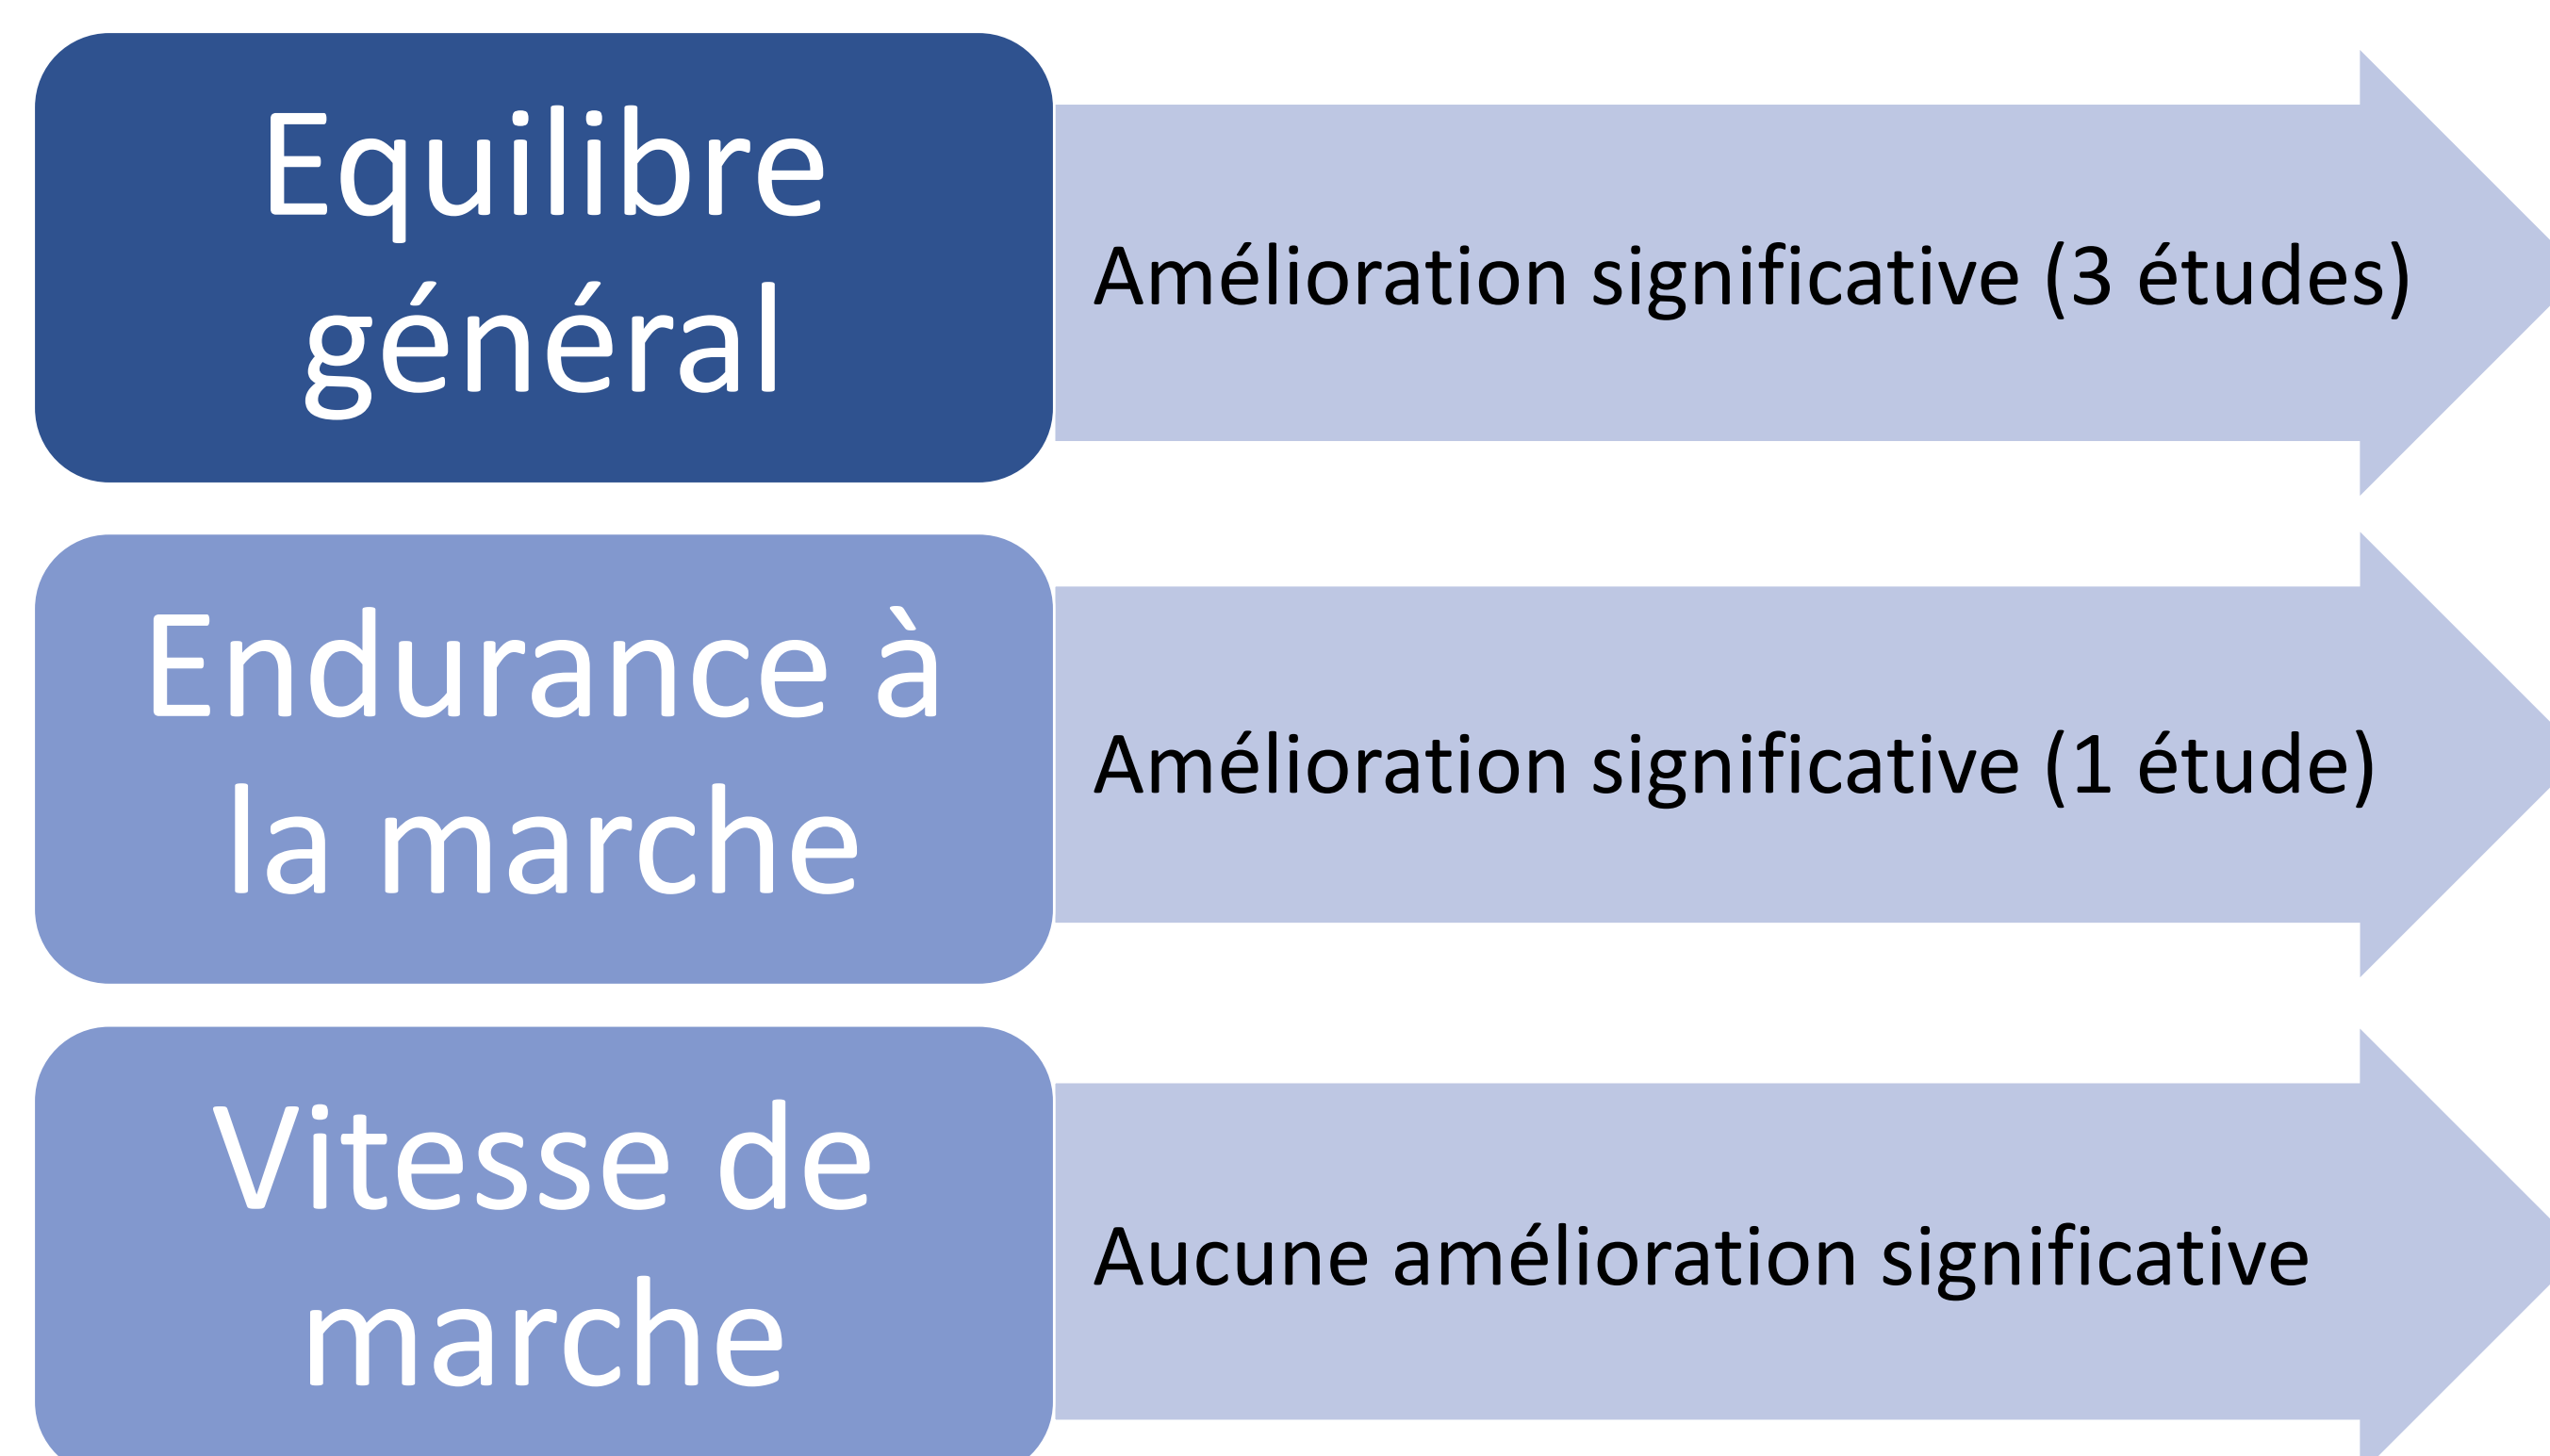 Equilibre
général
Amélioration significative (3 études)
Endurance à
la marche
Amélioration significative (1 étude)
Vitesse de
marche
Aucune amélioration significative